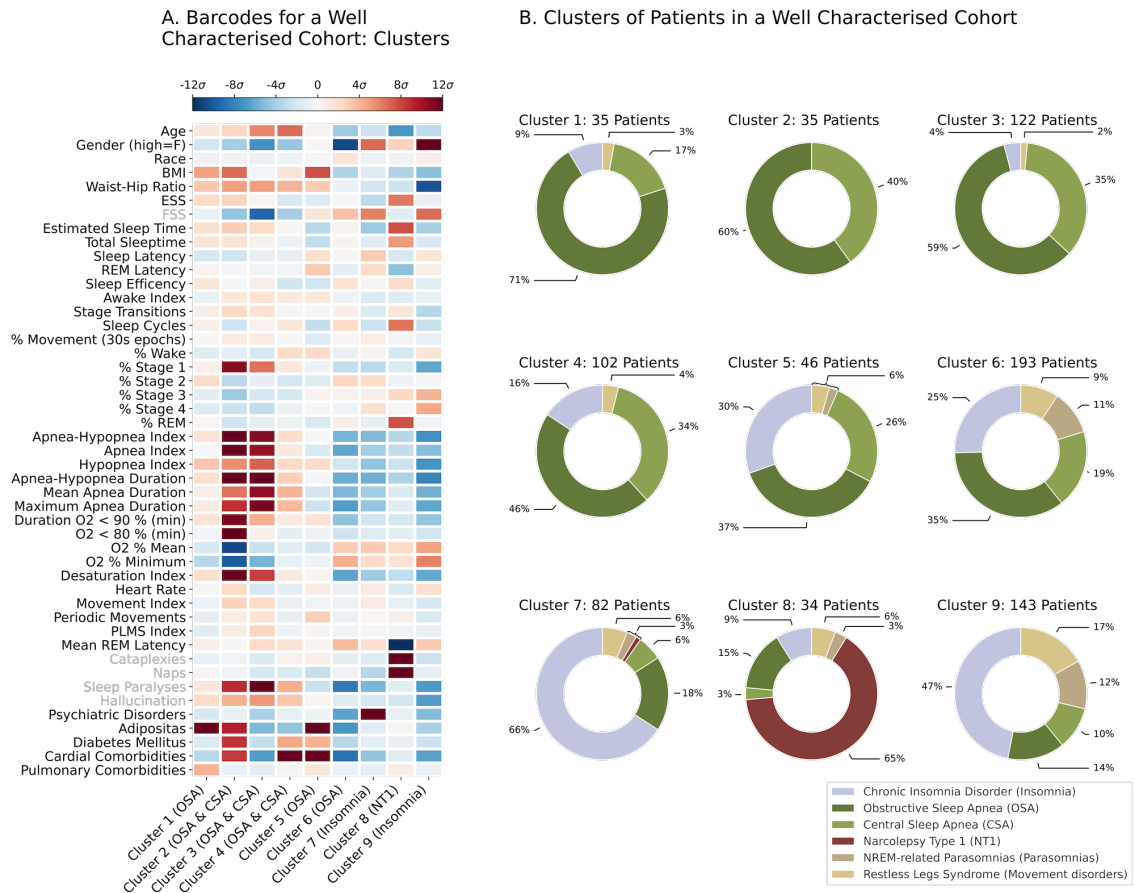 A. Barcodes for a Well
Characterised Cohort: Clusters
B. Clusters of Patients in a Well Characterised Cohort
-12σ -8σ -4σ 0 4σ 8σ 12σ
Age
Gender (high=F)
Race
BMI
Waist-Hip Ratio
ESS
FSS
Estimated Sleep Time
Total Sleeptime
Sleep Latency
REM Latency
Sleep Efficency
Awake Index
Stage Transitions
Sleep Cycles
% Movement (30s epochs)
% Wake
% Stage 1
% Stage 2
% Stage 3
% Stage 4
% REM
Apnea-Hypopnea Index
Apnea Index
Hypopnea Index
Apnea-Hypopnea Duration
Mean Apnea Duration
Maximum Apnea Duration
Duration O2 < 90 % (min)
O2 < 80 % (min)
O2 % Mean
O2 % Minimum
Desaturation Index
Heart Rate
Movement Index
Periodic Movements
PLMS Index
Mean REM Latency
Cataplexies
Naps
Sleep Paralyses
Hallucination
Psychiatric Disorders
Adipositas
Diabetes Mellitus
Cardial Comorbidities
Pulmonary Comorbidities
Cluster 1 (OSA)
Cluster 2 (OSA & CSA)
Cluster 3 (OSA & CSA)
Cluster 4 (OSA & CSA)
Cluster 5 (OSA)
Cluster 6 (OSA)
Cluster 7 (Insomnia)
Cluster 8 (NT1)
Cluster 9 (Insomnia)
Cluster 1: 35 Patients
9%
3%
17%
71%
Cluster 2: 35 Patients
40%
60%
Cluster 3: 122 Patients
4%
2%
35%
59%
Cluster 4: 102 Patients
16%
4%
34%
46%
Cluster 5: 46 Patients
6%
30%
26%
37%
Cluster 6: 193 Patients
9%
25%
11%
19%
35%
Cluster 7: 82 Patients
6%
3%
6%
18%
66%
Cluster 8: 34 Patients
9%
6%
3%
15%
3%
65%
Cluster 9: 143 Patients
17%
47%
12%
10%
14%
Chronic Insomnia Disorder (Insomnia)
Obstructive Sleep Apnea (OSA)
Central Sleep Apnea (CSA)
Narcolepsy Type 1 (NT1)
NREM-related Parasomnias (Parasomnias)
Restless Legs Syndrome (Movement disorders)